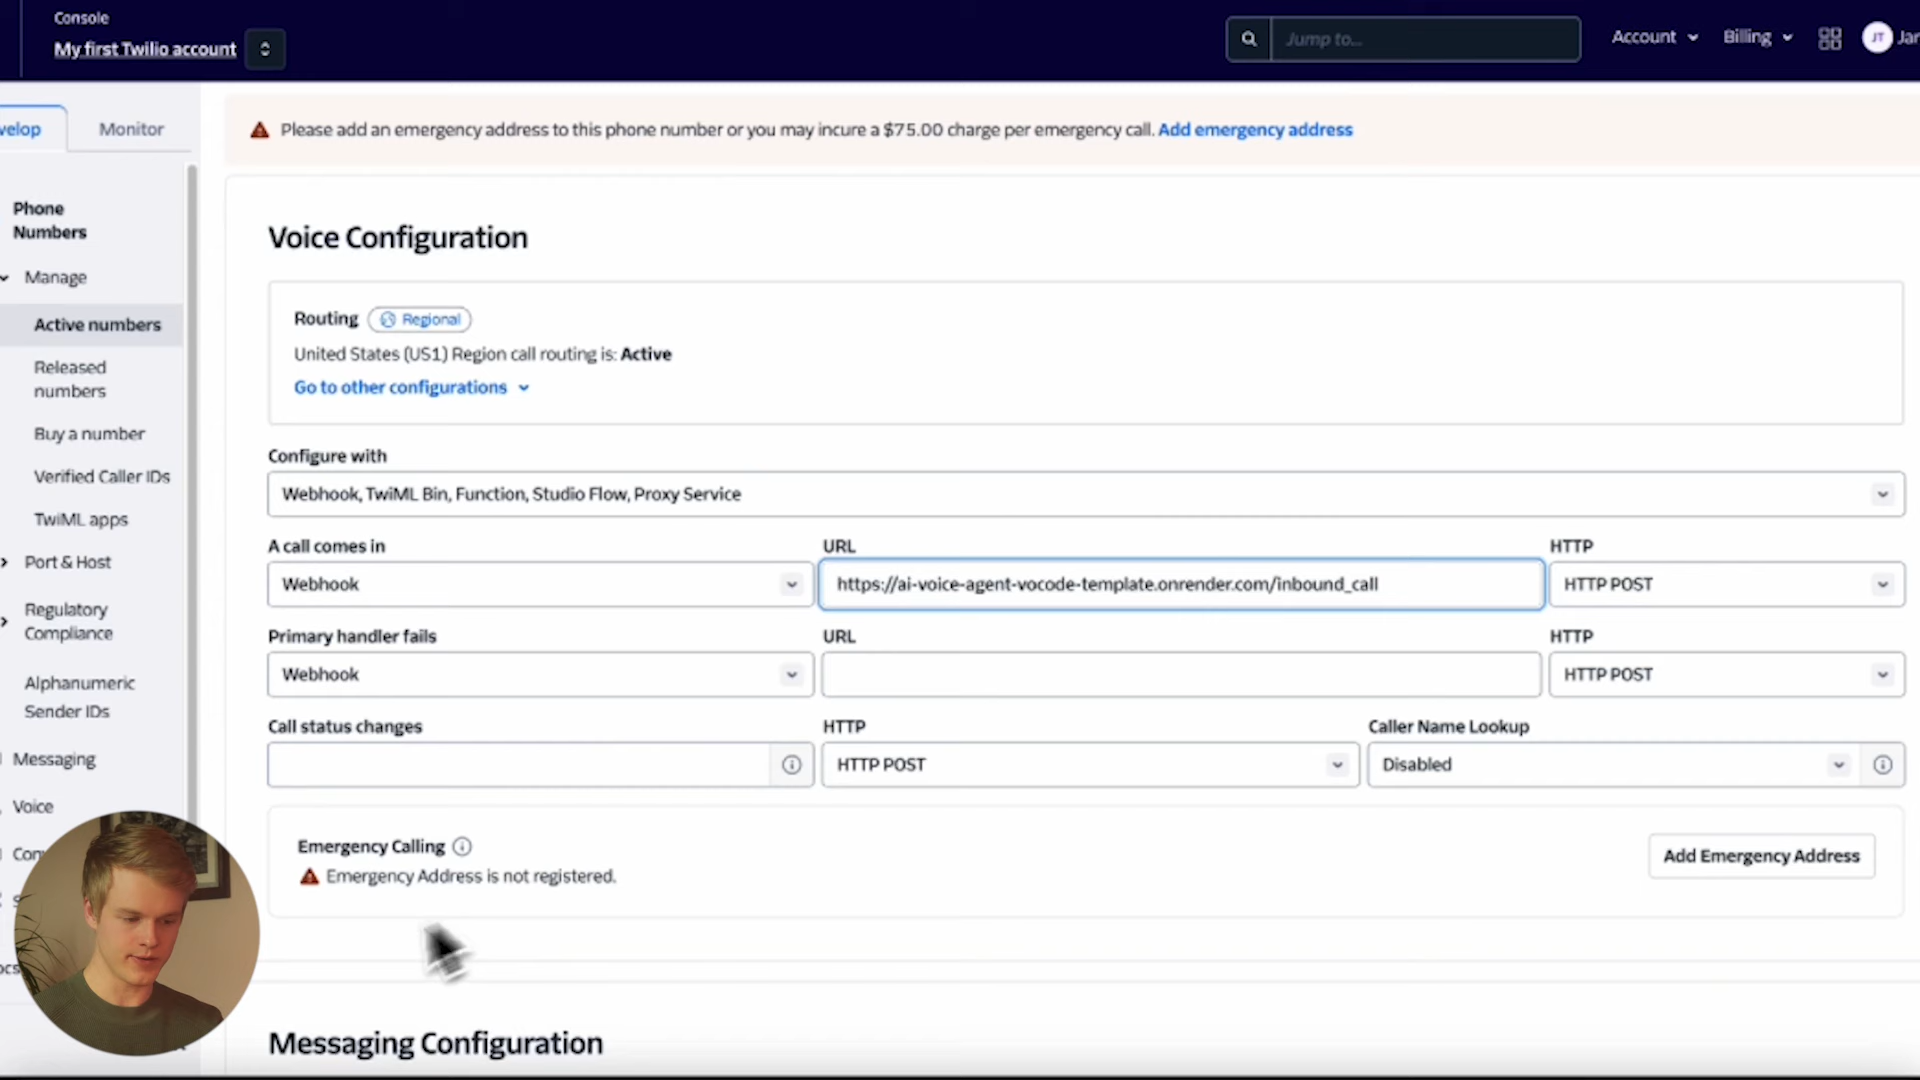 Console
My first Twilio account
Jump to...
Account
Billing
JT
Jar
velop
Monitor
Please add an emergency address to this phone number or you may incure a $75.00 charge per emergency call. Add emergency address
Phone
Numbers
Manage
Active numbers
Released
numbers
Buy a number
Verified Caller IDs
TwiML apps
Port & Host
Regulatory
Compliance
Alphanumeric
Sender IDs
Messaging
Voice
Con
ocs
Voice Configuration
Routing Regional
United States (US1) Region call routing is: Active
Go to other configurations
Configure with
Webhook, TwiML Bin, Function, Studio Flow, Proxy Service
A call comes in
URL
HTTP
Webhook
https://ai-voice-agent-vocode-template.onrender.com/inbound_call
HTTP POST
Primary handler fails
URL
HTTP
Webhook
HTTP POST
Call status changes
HTTP
Caller Name Lookup
HTTP POST
Disabled
Emergency Calling
Emergency Address is not registered.
Add Emergency Address
Messaging Configuration